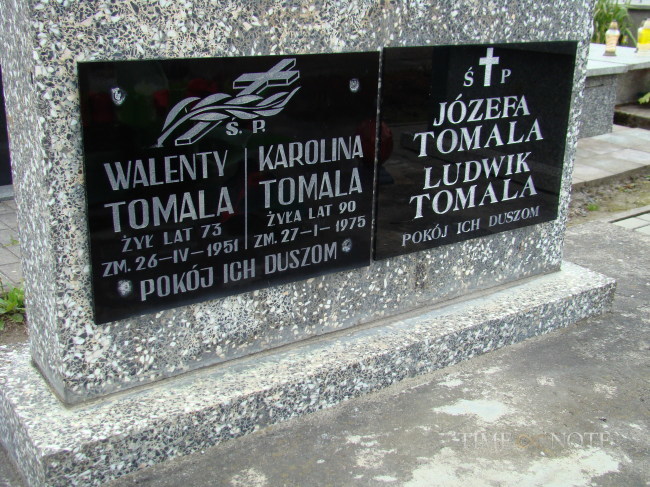 Ś. P.
WALENTY
TOMALA
ŻYŁ LAT 73
ZM. 26-IV-1951
KAROLINA
TOMALA
ŻYŁA LAT 90
ZM. 27-I-1975
POKÓJ ICH DUSZOM
Ś P
JÓZEFA
TOMALA
LUDWIK
TOMALA
POKÓJ ICH DUSZOM